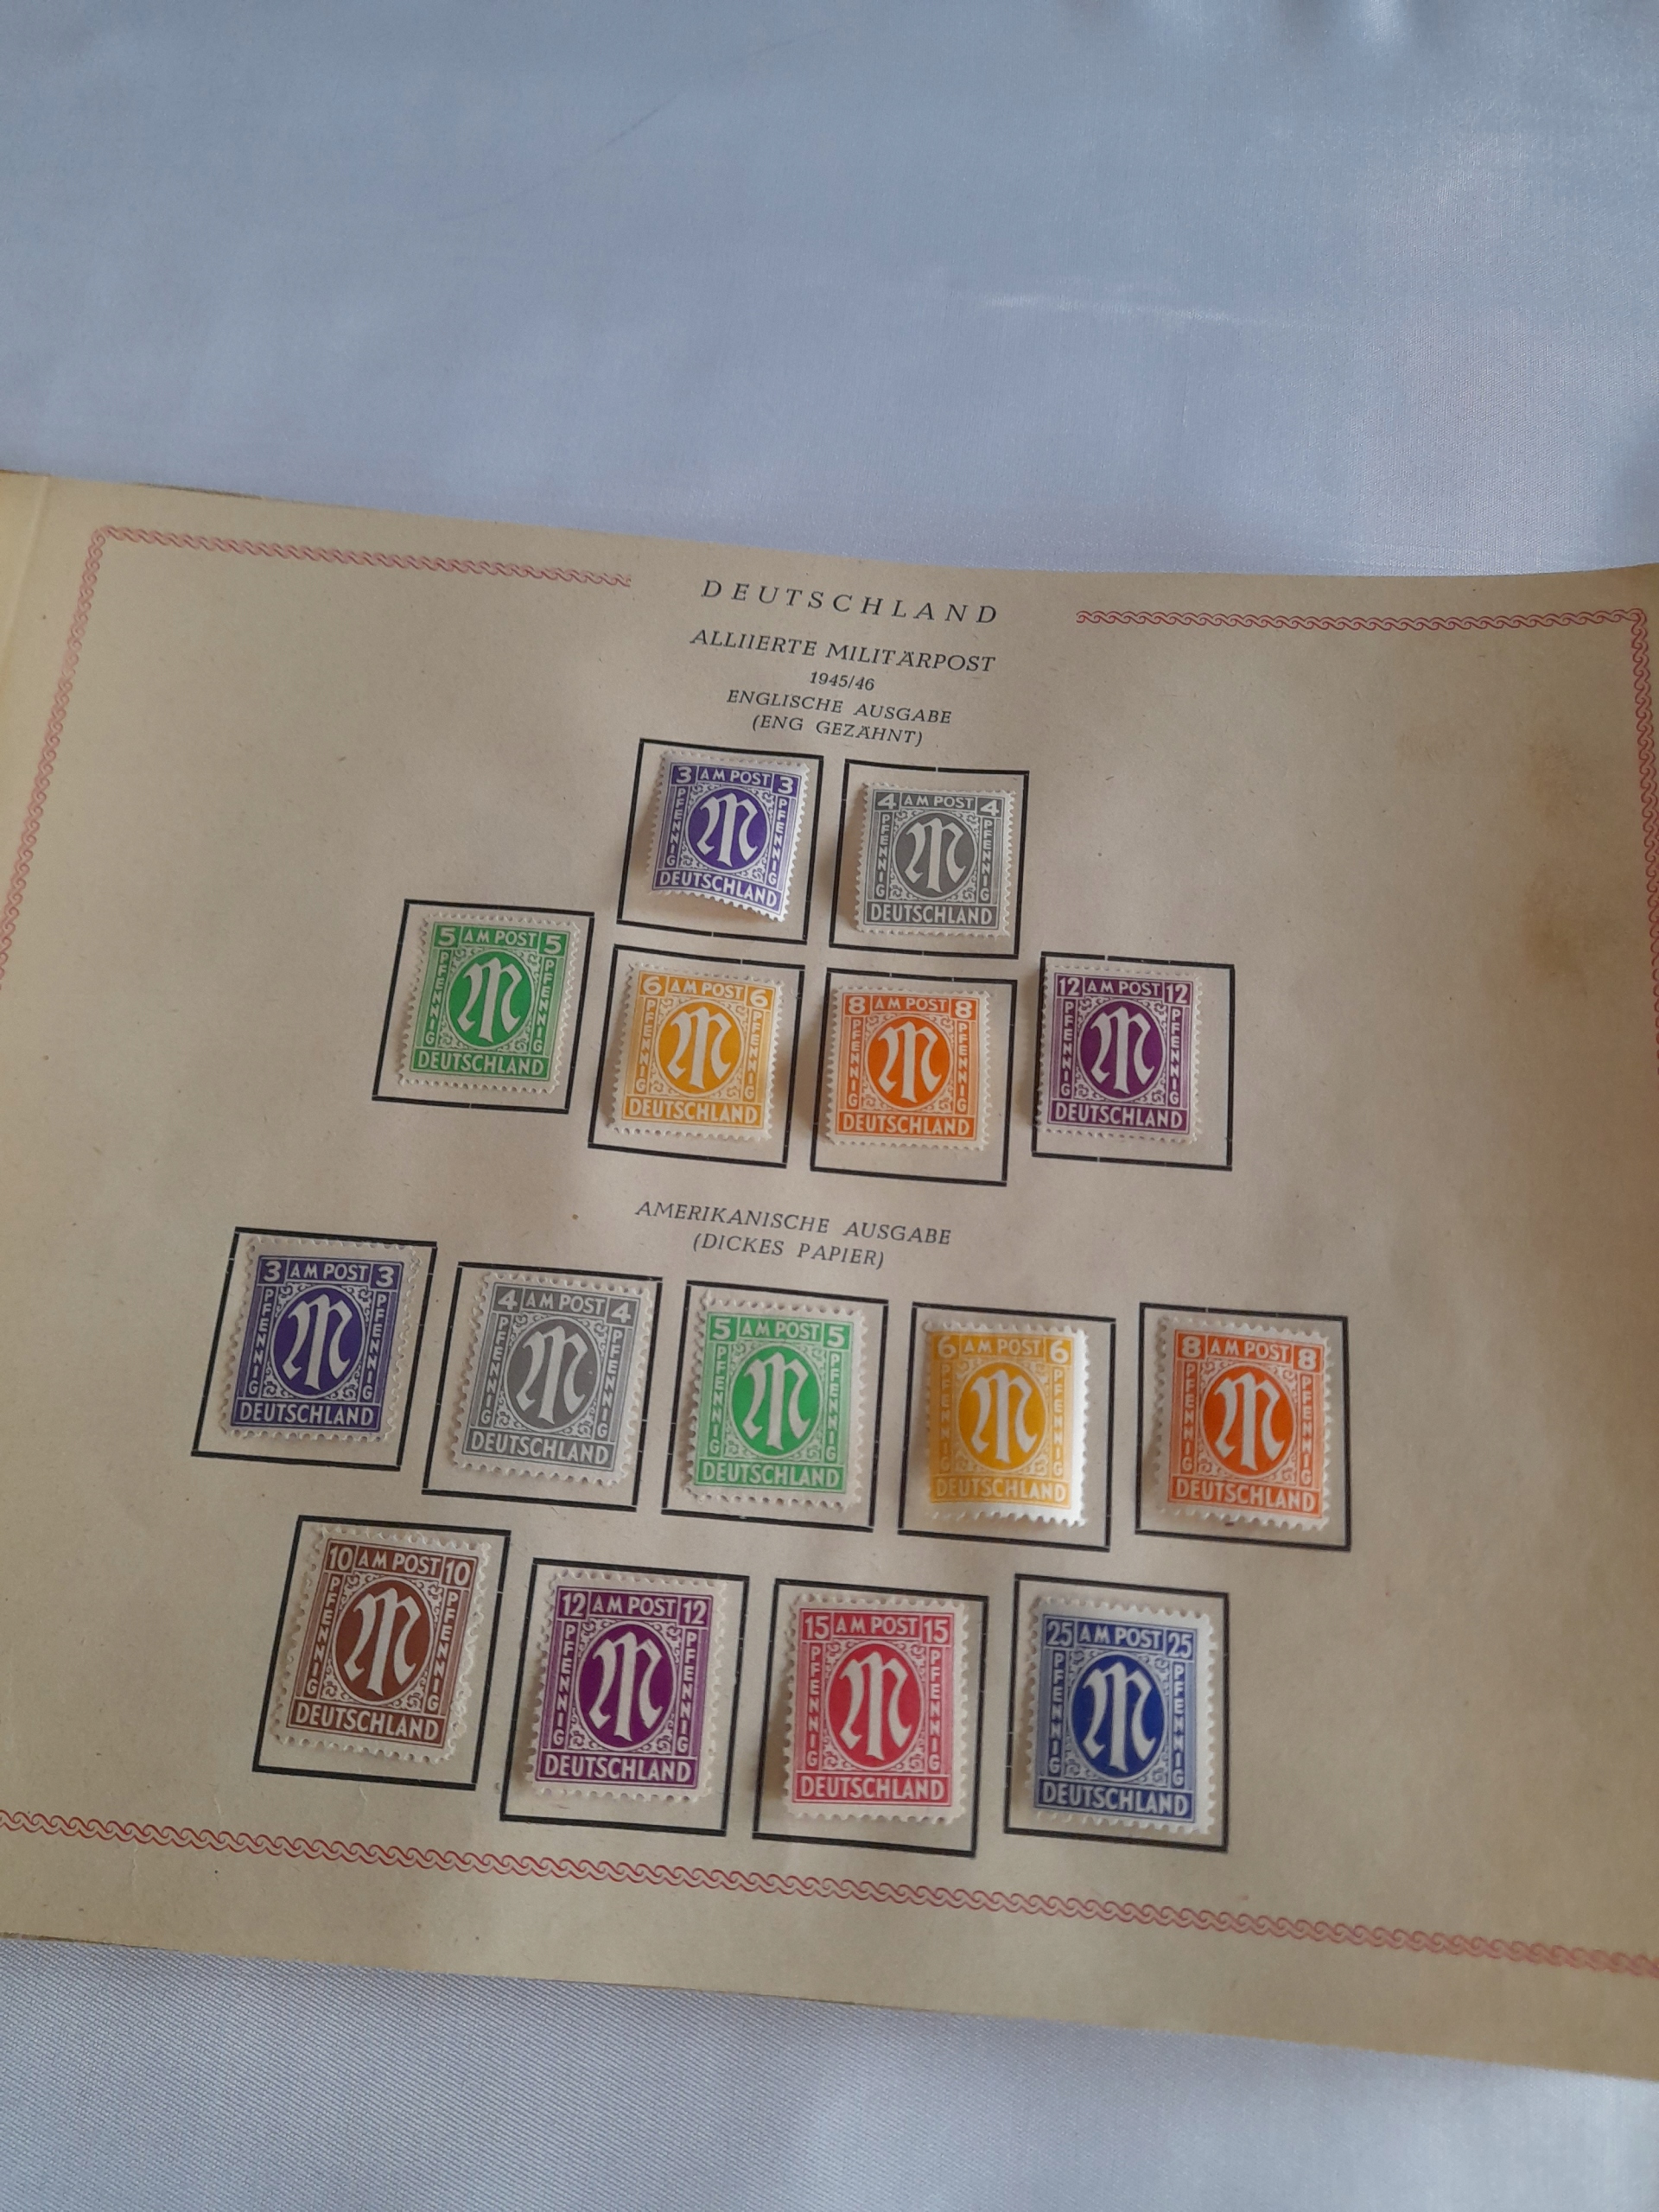 DEUTSCHLAND
ALLIIERTE MILITÄRPOST
1945/46
ENGLISCHE AUSGABE
(ENG GEZÄHNT)
3 AM POST 3
PFENNIG PFENNIG
DEUTSCHLAND
4 AM POST 4
PFENNIG PFENNIG
DEUTSCHLAND
5 AM POST 5
PFENNIG M PFENNIG
DEUTSCHLAND
6 AM POST 6
PFENNIG M PFENNIG
DEUTSCHLAND
8 AM POST 8
PFENNIG M PFENNIG
DEUTSCHLAND
12 AM POST 12
PFENNIG M PFENNIG
DEUTSCHLAND
AMERIKANISCHE AUSGABE
(DICKES PAPIER)
3 AM POST 3
PFENNIG M PFENNIG
DEUTSCHLAND
4 AM POST 4
PFENNIG M PFENNIG
DEUTSCHLAND
5 AM POST 5
PFENNIG M PFENNIG
DEUTSCHLAND
6 AM POST 6
PFENNIG M PFENNIG
DEUTSCHLAND
8 AM POST 8
PFENNIG M PFENNIG
DEUTSCHLAND
10 AM POST 10
PFENNIG M PFENNIG
DEUTSCHLAND
12 AM POST 12
PFENNIG M PFENNIG
DEUTSCHLAND
15 AM POST 15
PFENNIG M PFENNIG
DEUTSCHLAND
25 AM POST 25
PFENNIG M PFENNIG
DEUTSCHLAND